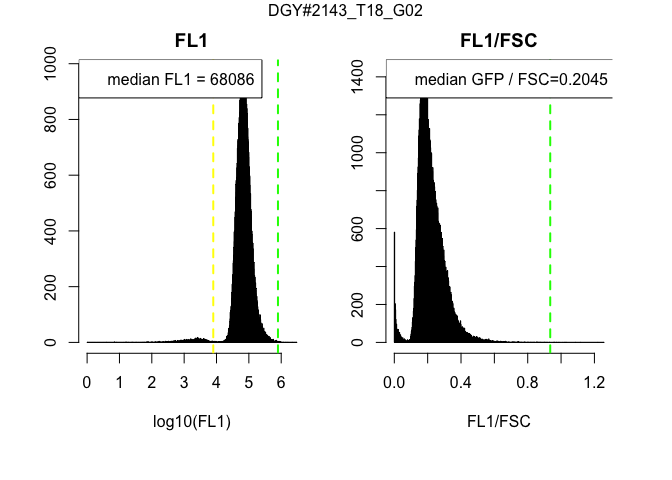 DGY#2143_T18_G02
FL1
median FL1 = 68086
0 200 400 600 800 1000
0 1 2 3 4 5 6
log10(FL1)
FL1/FSC
median GFP / FSC=0.2045
0 200 600 1000 1400
0.0 0.4 0.8 1.2
FL1/FSC